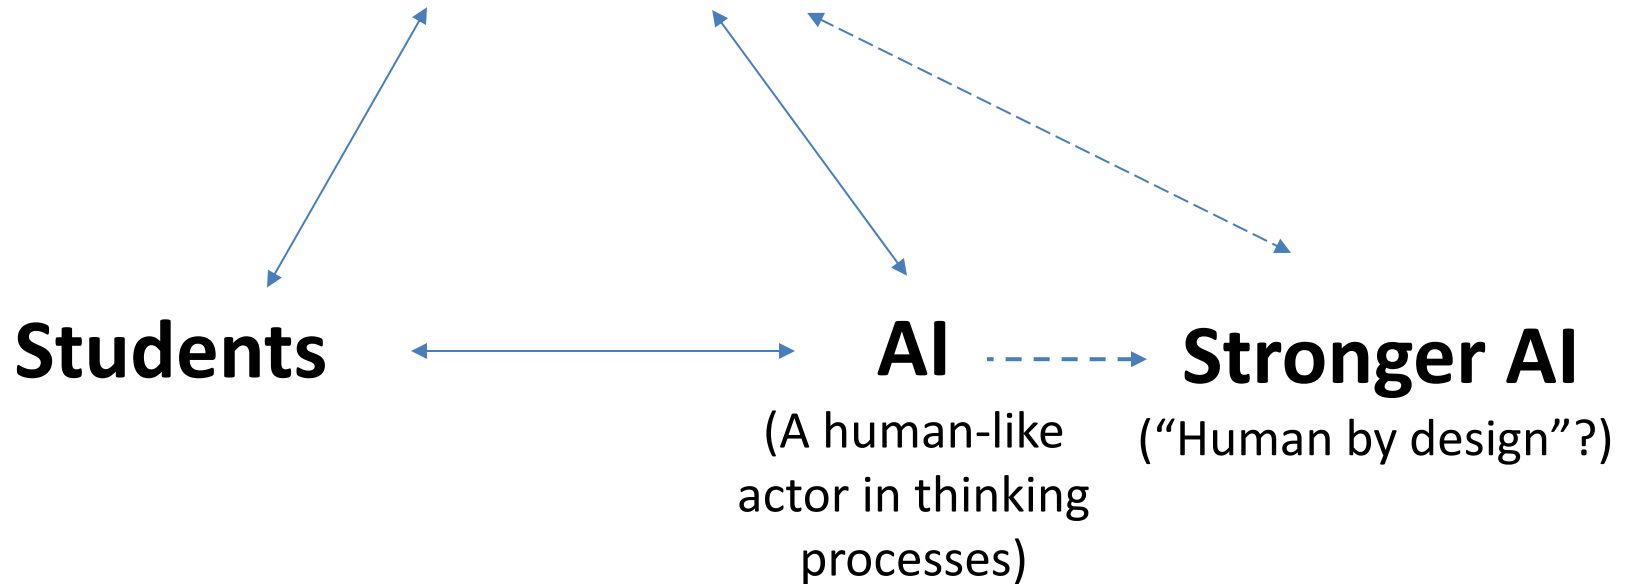 Students
AI
Stronger AI
(A human-like
actor in thinking
processes)
(“Human by design”?)